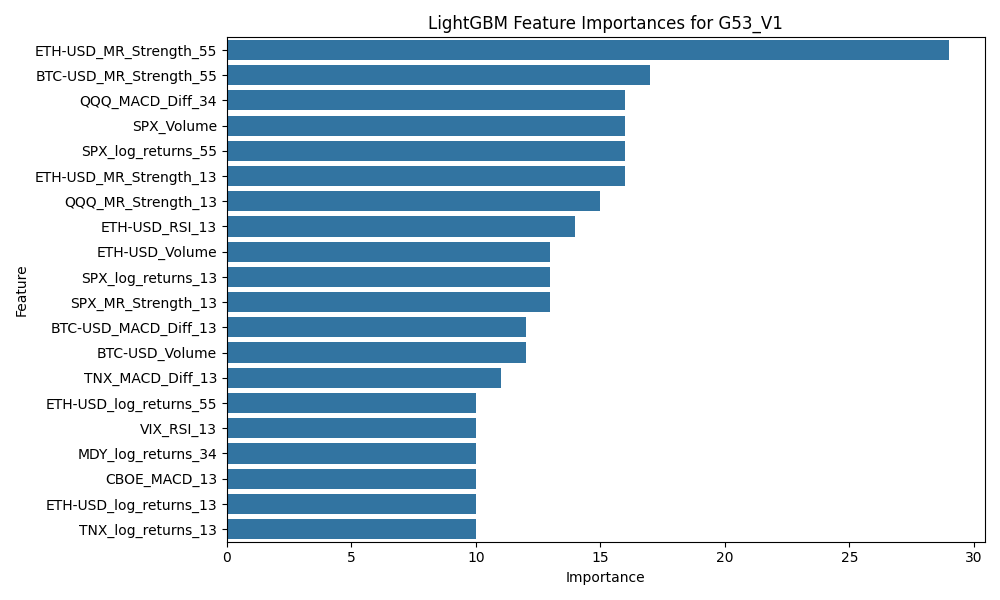 LightGBM Feature Importances for G53_V1
Feature
ETH-USD_MR_Strength_55
BTC-USD_MR_Strength_55
QQQ_MACD_Diff_34
SPX_Volume
SPX_log_returns_55
ETH-USD_MR_Strength_13
QQQ_MR_Strength_13
ETH-USD_RSI_13
ETH-USD_Volume
SPX_log_returns_13
SPX_MR_Strength_13
BTC-USD_MACD_Diff_13
BTC-USD_Volume
TNX_MACD_Diff_13
ETH-USD_log_returns_55
VIX_RSI_13
MDY_log_returns_34
CBOE_MACD_13
ETH-USD_log_returns_13
TNX_log_returns_13
0 5 10 15 20 25 30
Importance